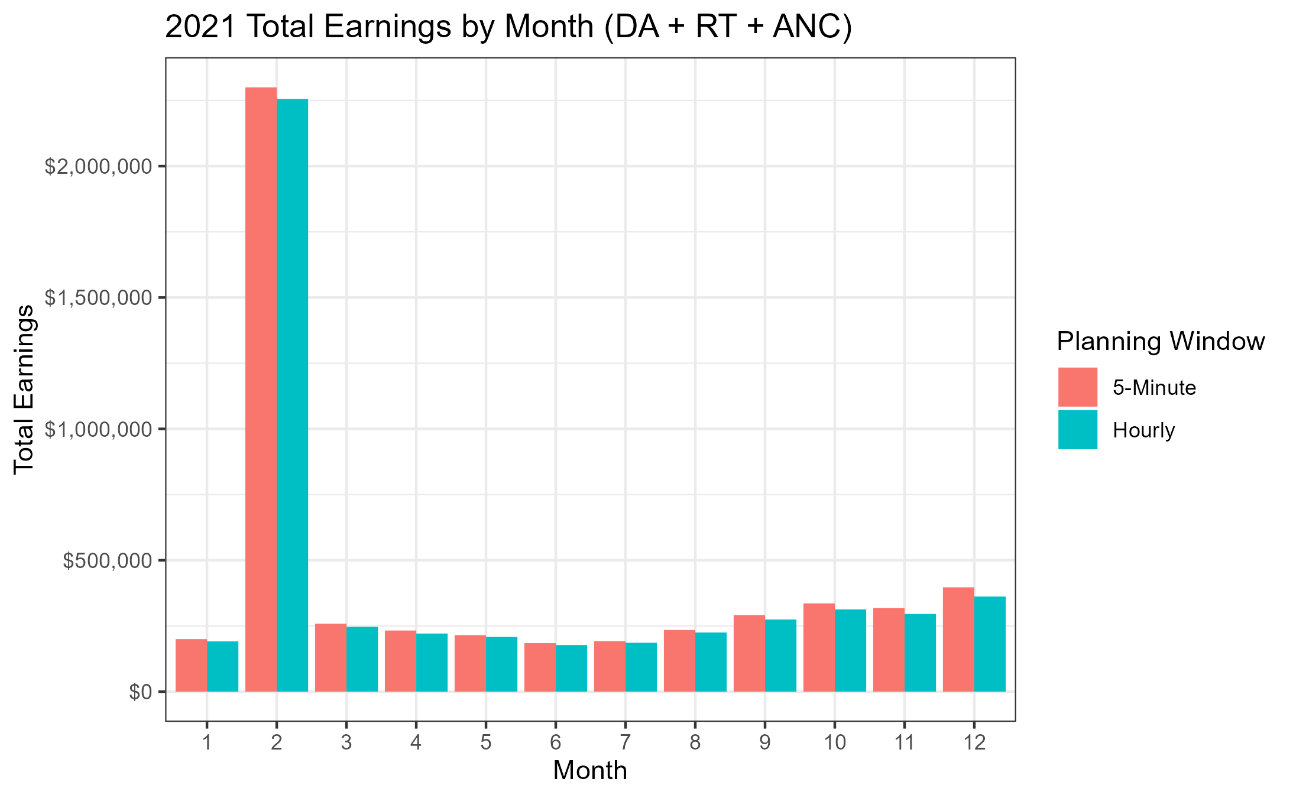 2021 Total Earnings by Month (DA + RT + ANC)
Total Earnings
$2,000,000
$1,500,000
$1,000,000
$500,000
$0
1 2 3 4 5 6 7 8 9 10 11 12
Month
Planning Window
5-Minute
Hourly